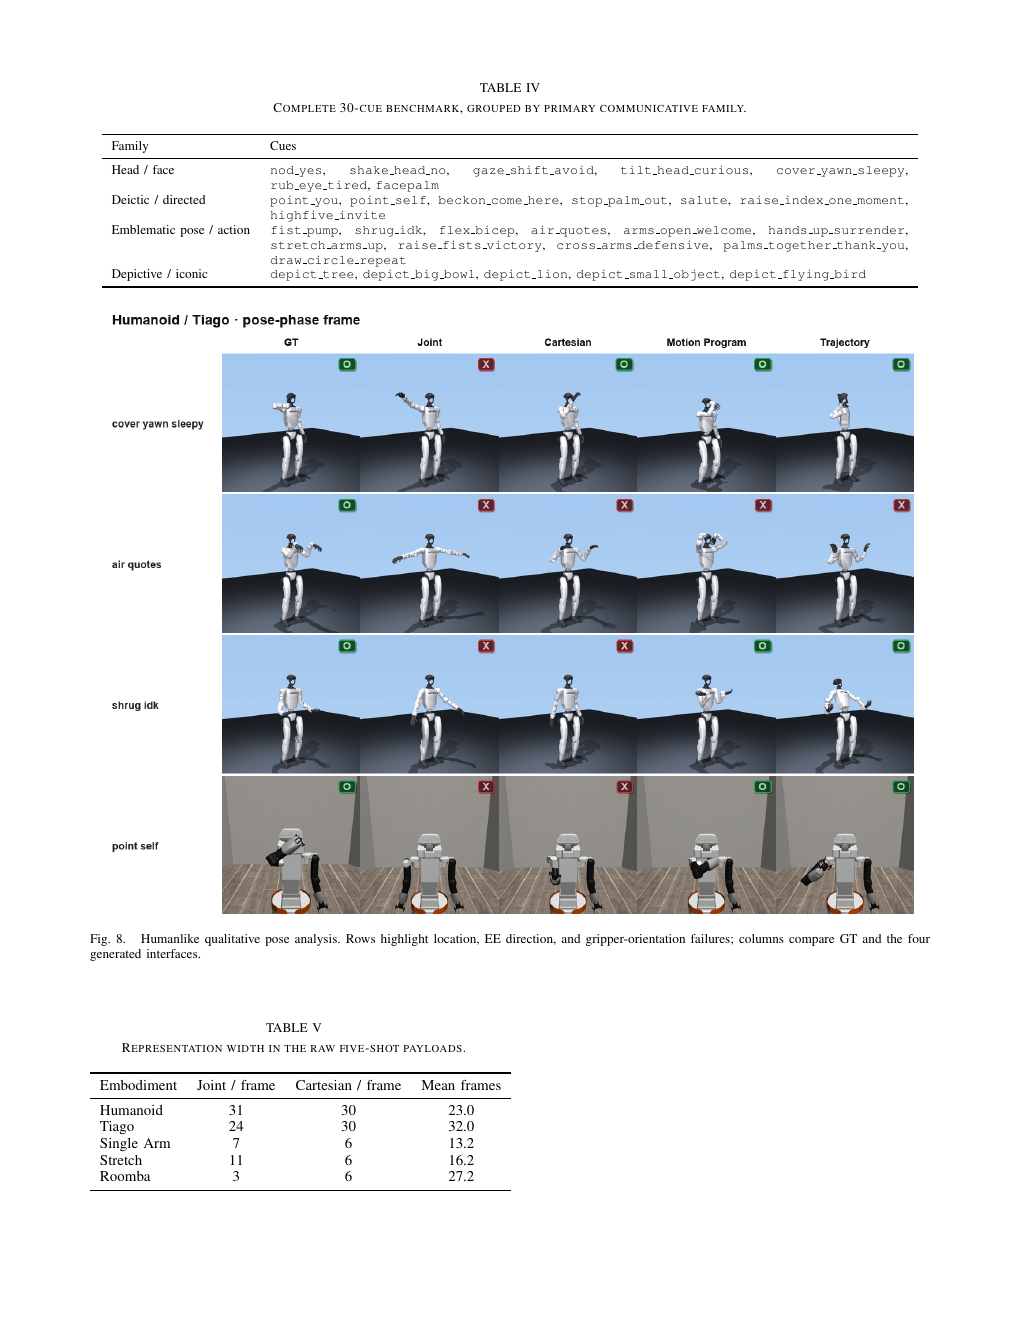 TABLE IV
COMPLETE 30-CUE BENCHMARK, GROUPED BY PRIMARY COMMUNICATIVE FAMILY.
Family Cues
Head / face nod_yes, shake_head_no, gaze_shift_avoid, tilt_head_curious, cover_yawn_sleepy,
rub_eye_tired, facepalm
Deictic / directed point_you, point_self, beckon_come_here, stop_palm_out, salute, raise_index_one_moment,
highfive_invite
Emblematic pose / action fist_pump, shrug_idk, flex_bicep, air_quotes, arms_open_welcome, hands_up_surrender,
stretch_arms_up, raise_fists_victory, cross_arms_defensive, palms_together_thank_you,
draw_circle_repeat
Depictive / iconic depict_tree, depict_big_bowl, depict_lion, depict_small_object, depict_flying_bird
Humanoid / Tiago · pose-phase frame
GT Joint Cartesian Motion Program Trajectory
O X O O O
cover yawn sleepy
O X X X X
air quotes
O X X O O
shrug idk
O X X O O
point self
Fig. 8. Humanlike qualitative pose analysis. Rows highlight location, EE direction, and gripper-orientation failures; columns compare GT and the four
generated interfaces.
TABLE V
REPRESENTATION WIDTH IN THE RAW FIVE-SHOT PAYLOADS.
Embodiment Joint / frame Cartesian / frame Mean frames
Humanoid 31 30 23.0
Tiago 24 30 32.0
Single Arm 7 6 13.2
Stretch 11 6 16.2
Roomba 3 6 27.2